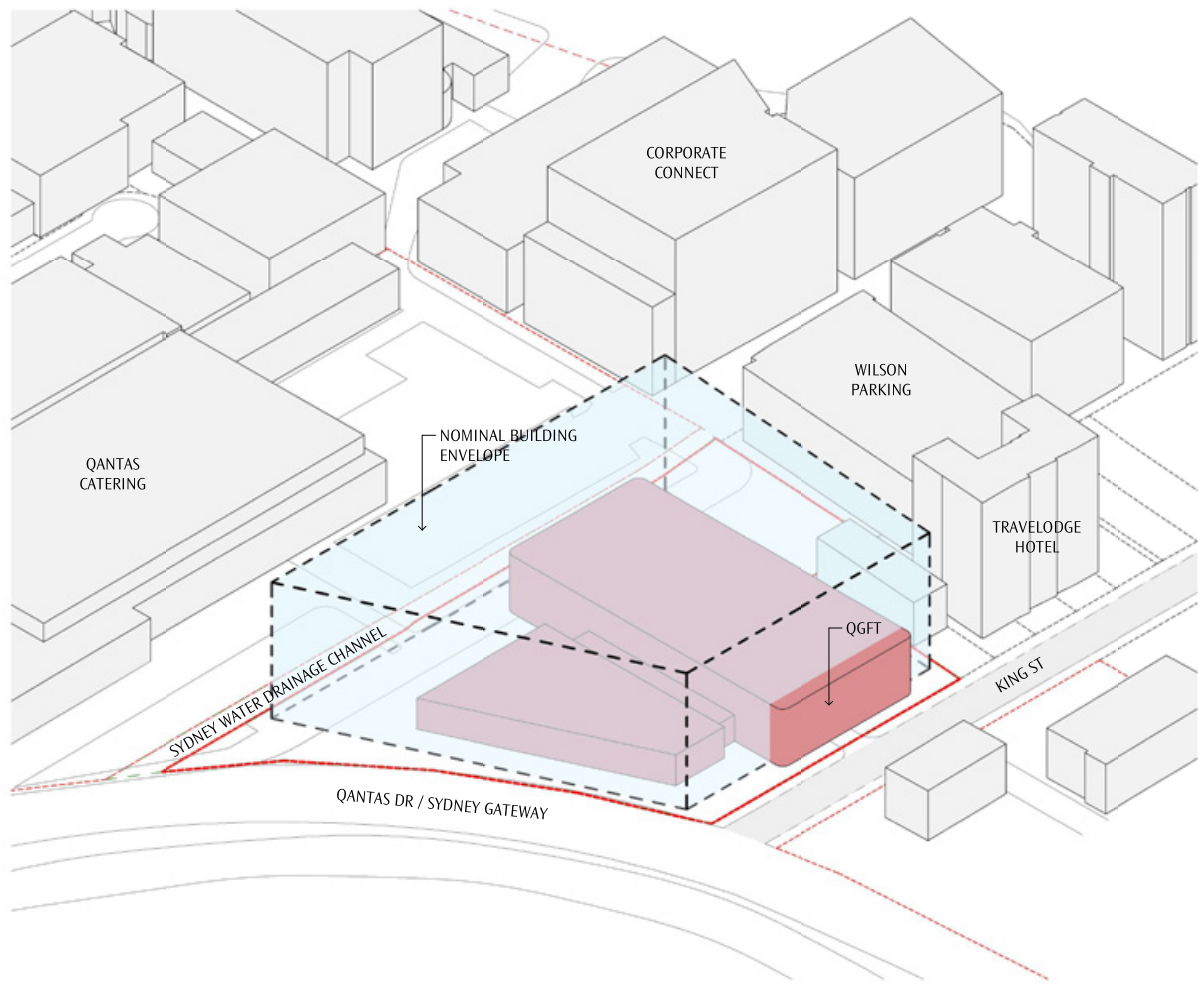 CORPORATE
CONNECT
WILSON
PARKING
NOMINAL BUILDING
ENVELOPE
QANTAS
CATERING
TRAVELODGE
HOTEL
QGFT
SYDNEY WATER DRAINAGE CHANNEL
KING ST
QANTAS DR / SYDNEY GATEWAY